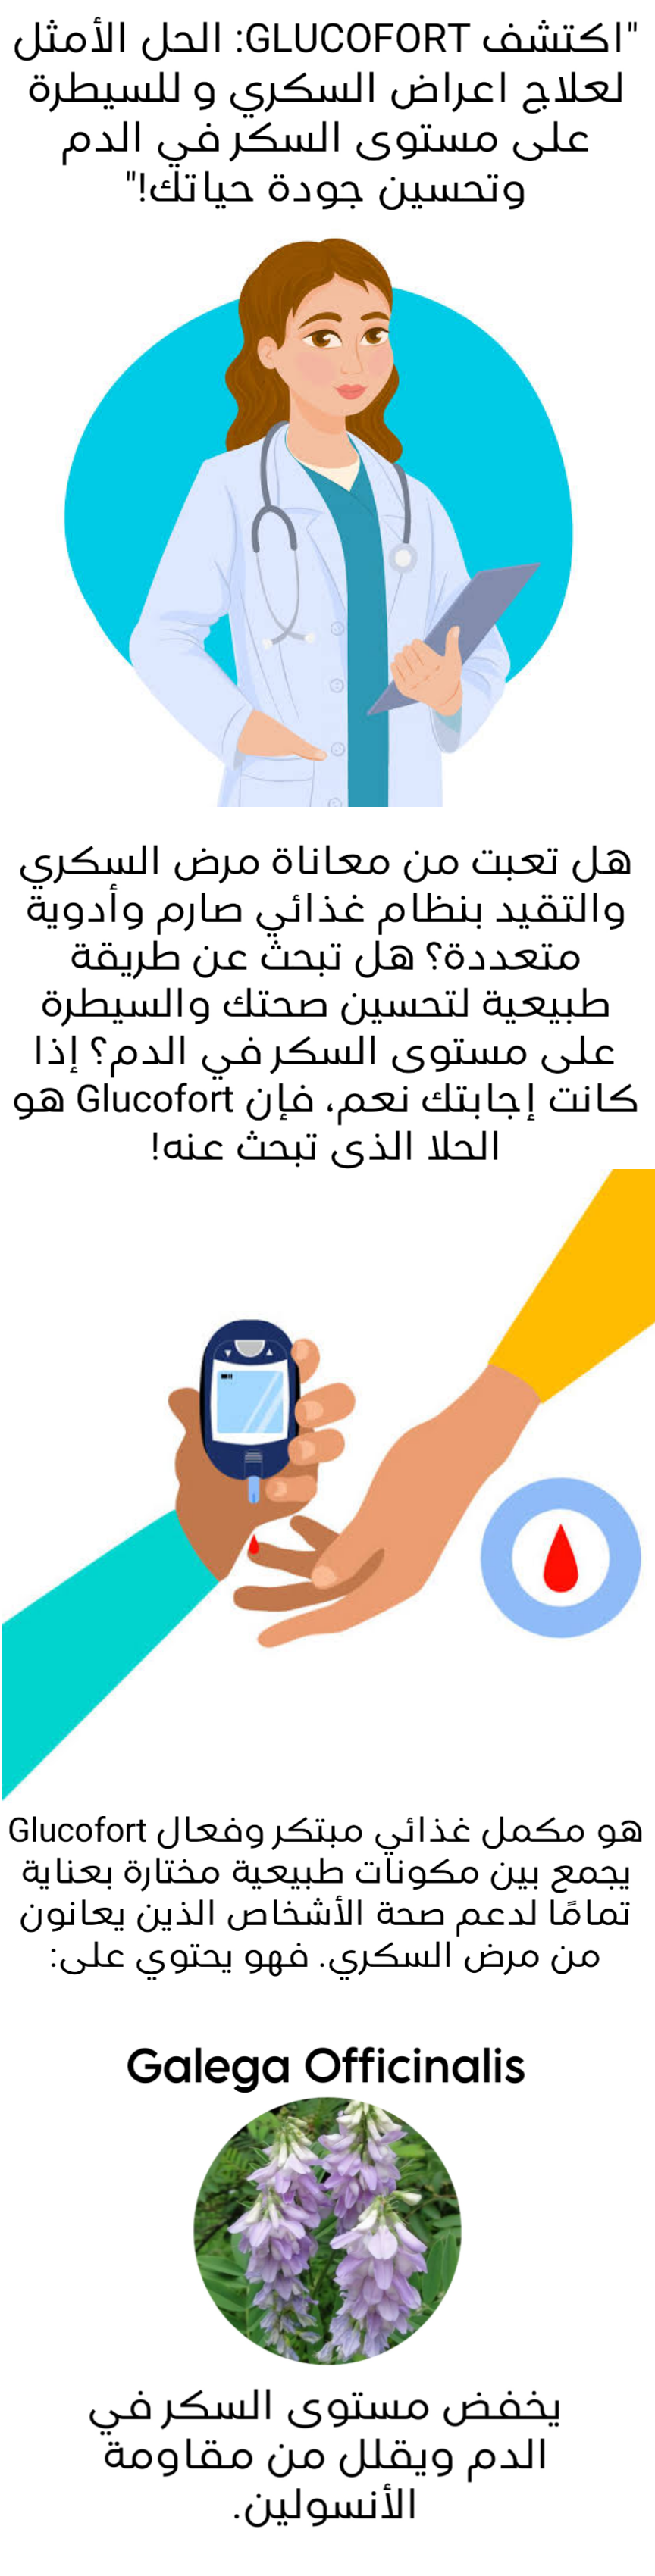 "اكتشف GLUCOFORT: الحل الأمثل
لعلاج اعراض السكري و للسيطرة
على مستوى السكر في الدم
وتحسين جودة حياتك!"
هل تعبت من معاناة مرض السكري
والتقيد بنظام غذائي صارم وأدوية
متعددة؟ هل تبحث عن طريقة
طبيعية لتحسين صحتك والسيطرة
على مستوى السكر في الدم؟ إذا
كانت إجابتك نعم، فإن Glucofort هو
الحلا الذى تبحث عنه!
هو مكمل غذائي مبتكر وفعال Glucofort
يجمع بين مكونات طبيعية مختارة بعناية
تمامًا لدعم صحة الأشخاص الذين يعانون
من مرض السكري. فهو يحتوي على:
Galega Officinalis
يخفض مستوى السكر في
الدم ويقلل من مقاومة
الأنسولين.